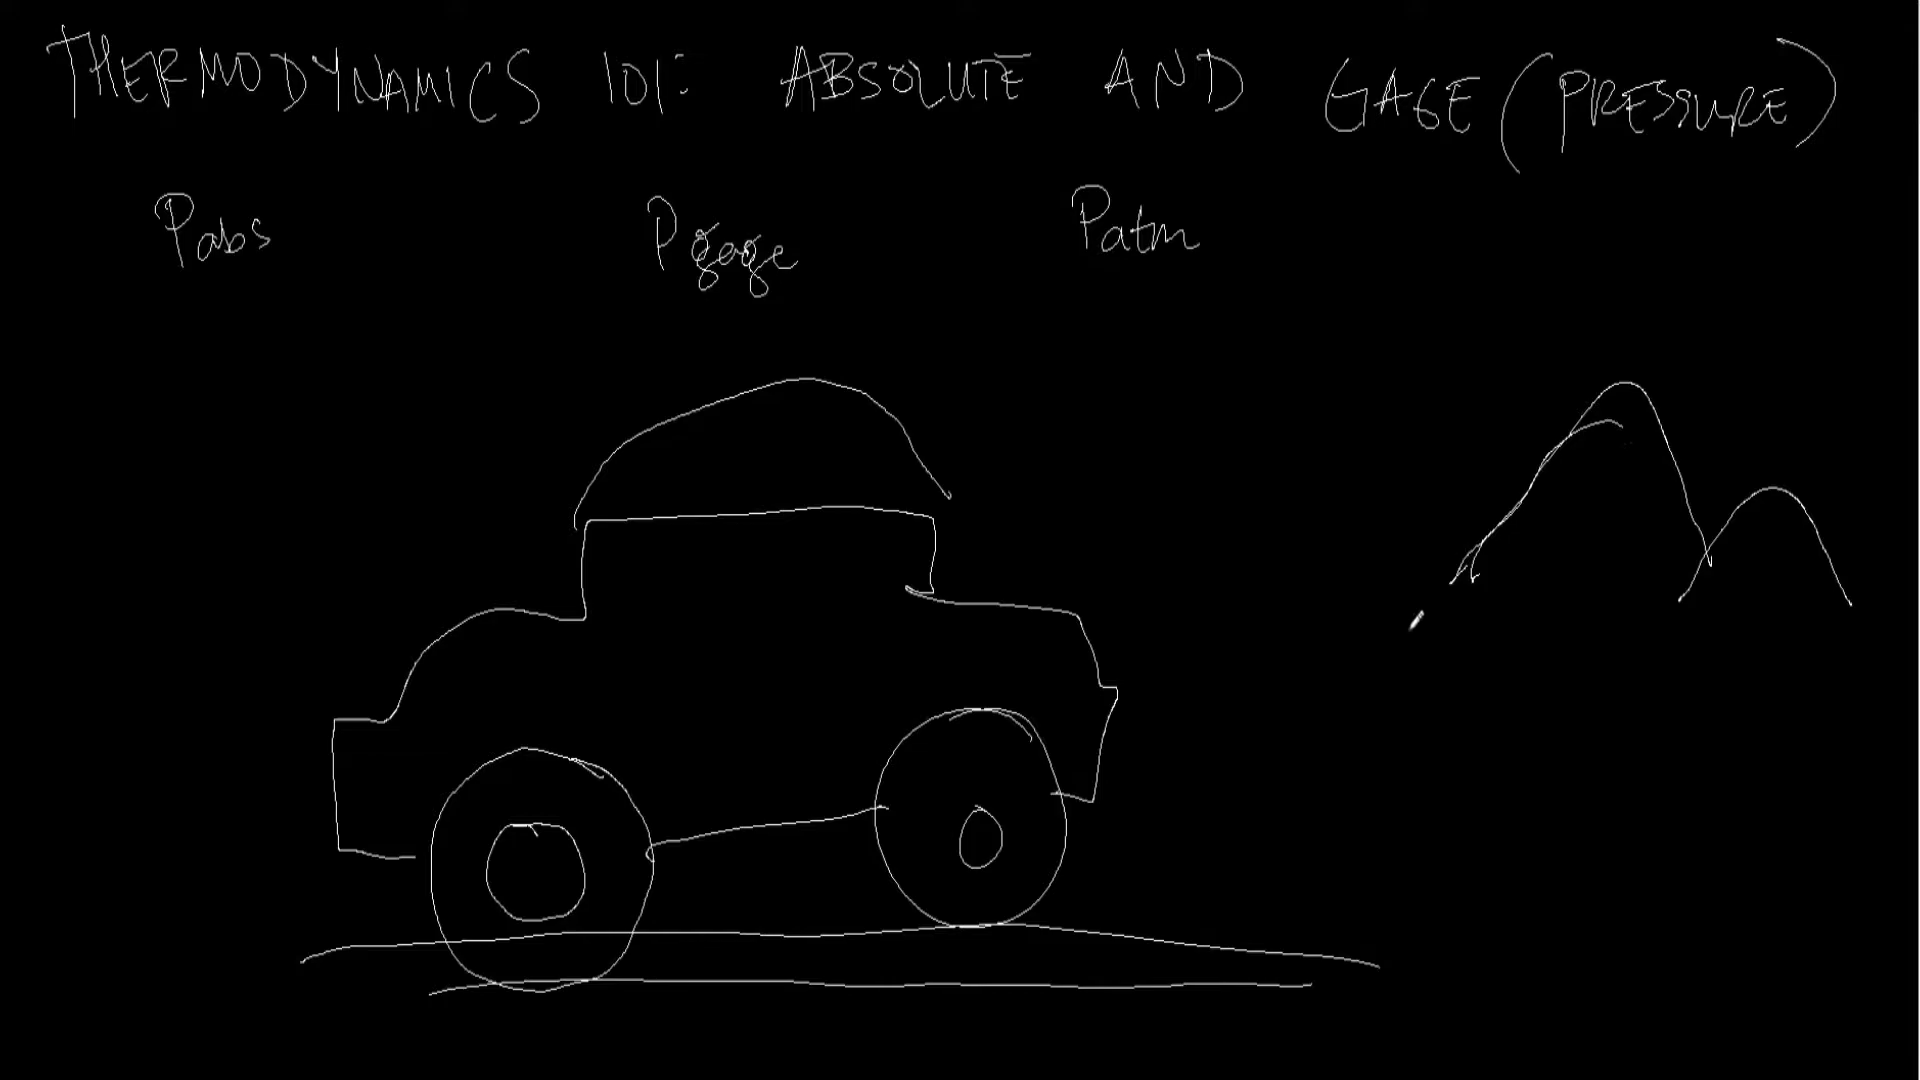 THERMODYNAMICS 101: ABSOLUTE AND GAGE (PRESSURE)
Pabs Pgage Patm